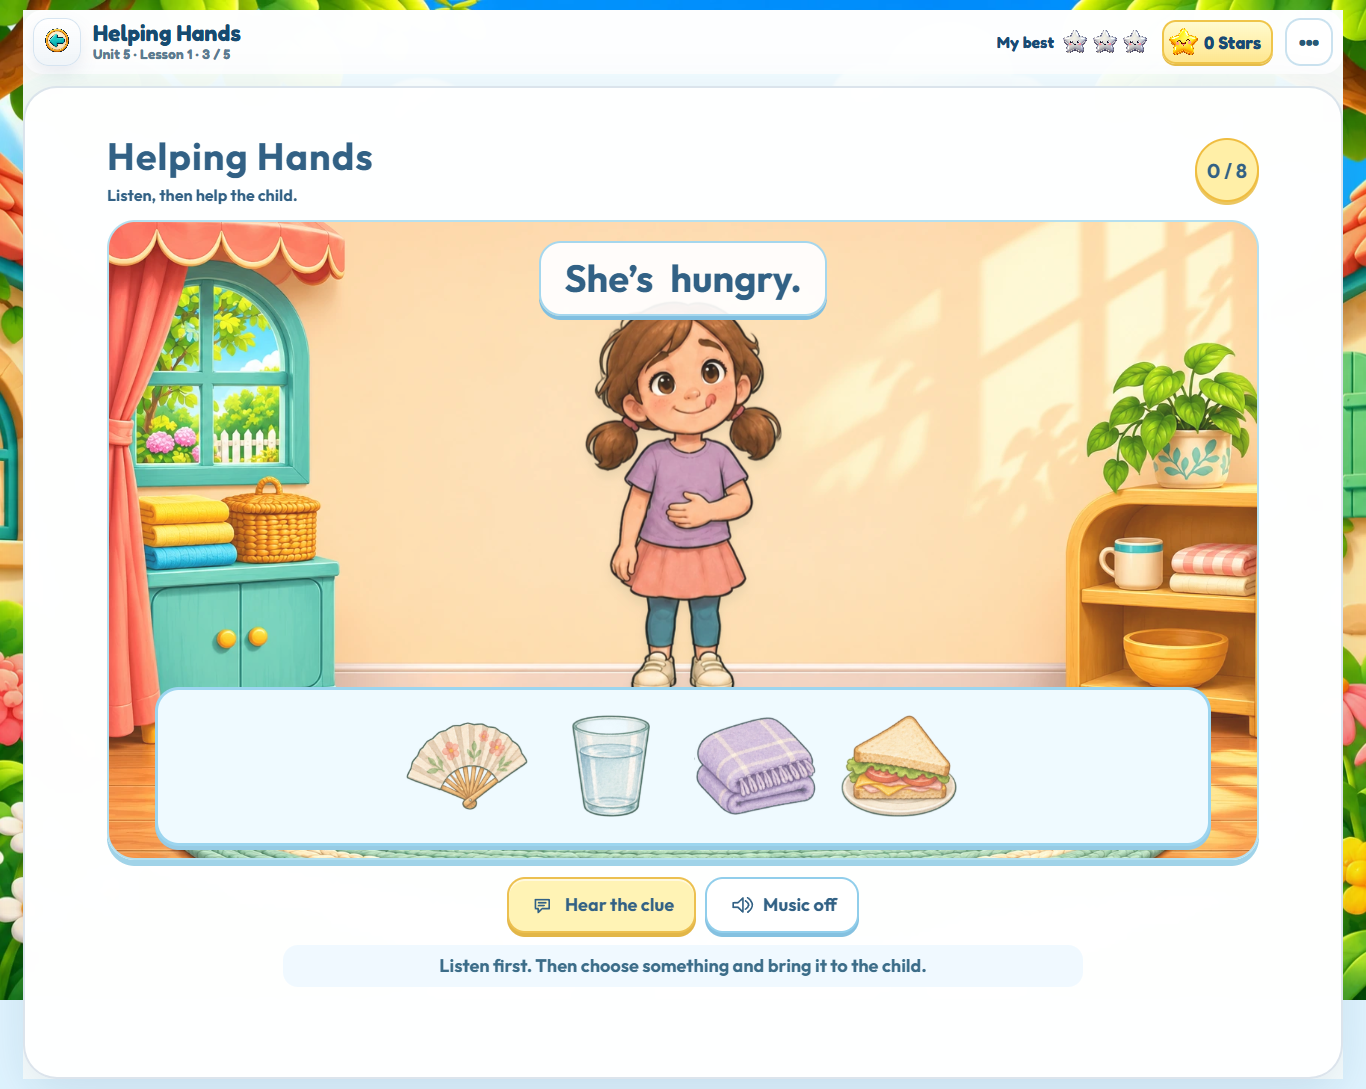 Helping Hands
Unit 5 · Lesson 1 · 3 / 5
My best
0 Stars
Helping Hands
Listen, then help the child.
0 / 8
She’s hungry.
Hear the clue
Music off
Listen first. Then choose something and bring it to the child.